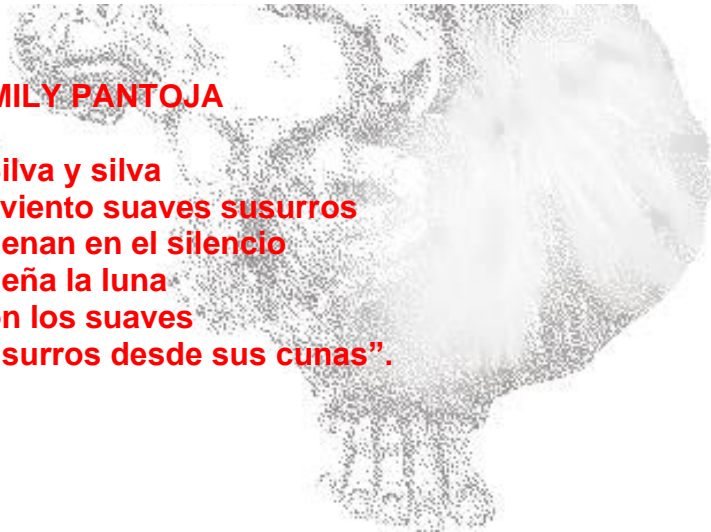 MILY PANTOJA
ilva y silva
viento suaves susurros
enan en el silencio
eña la luna
n los suaves
surros desde sus cunas”.